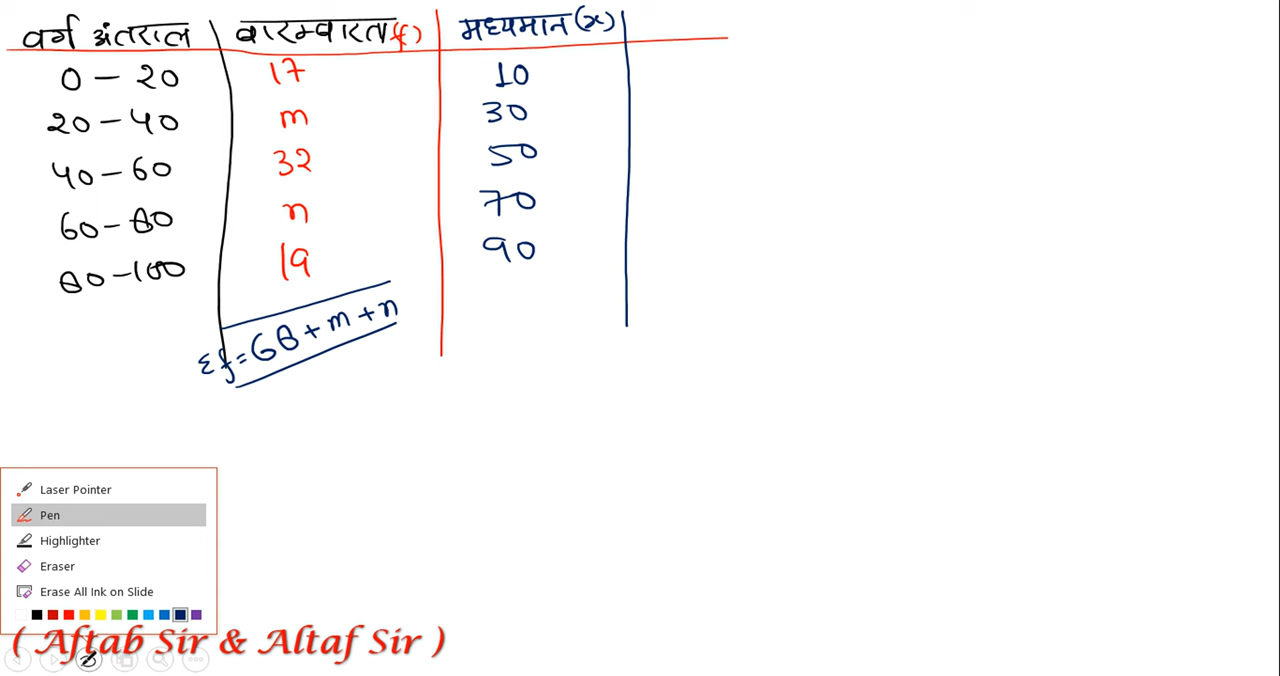 वर्ग अंतराल बारम्बारता (f) मध्यमान (x)
0 – 20 17 10
20 – 40 m 30
40 – 60 32 50
60 – 80 n 70
80 – 100 19 90
Σf = 68 + m + n
Laser Pointer
Pen
Highlighter
Eraser
Erase All Ink on Slide
( Aftab Sir & Altaf Sir )